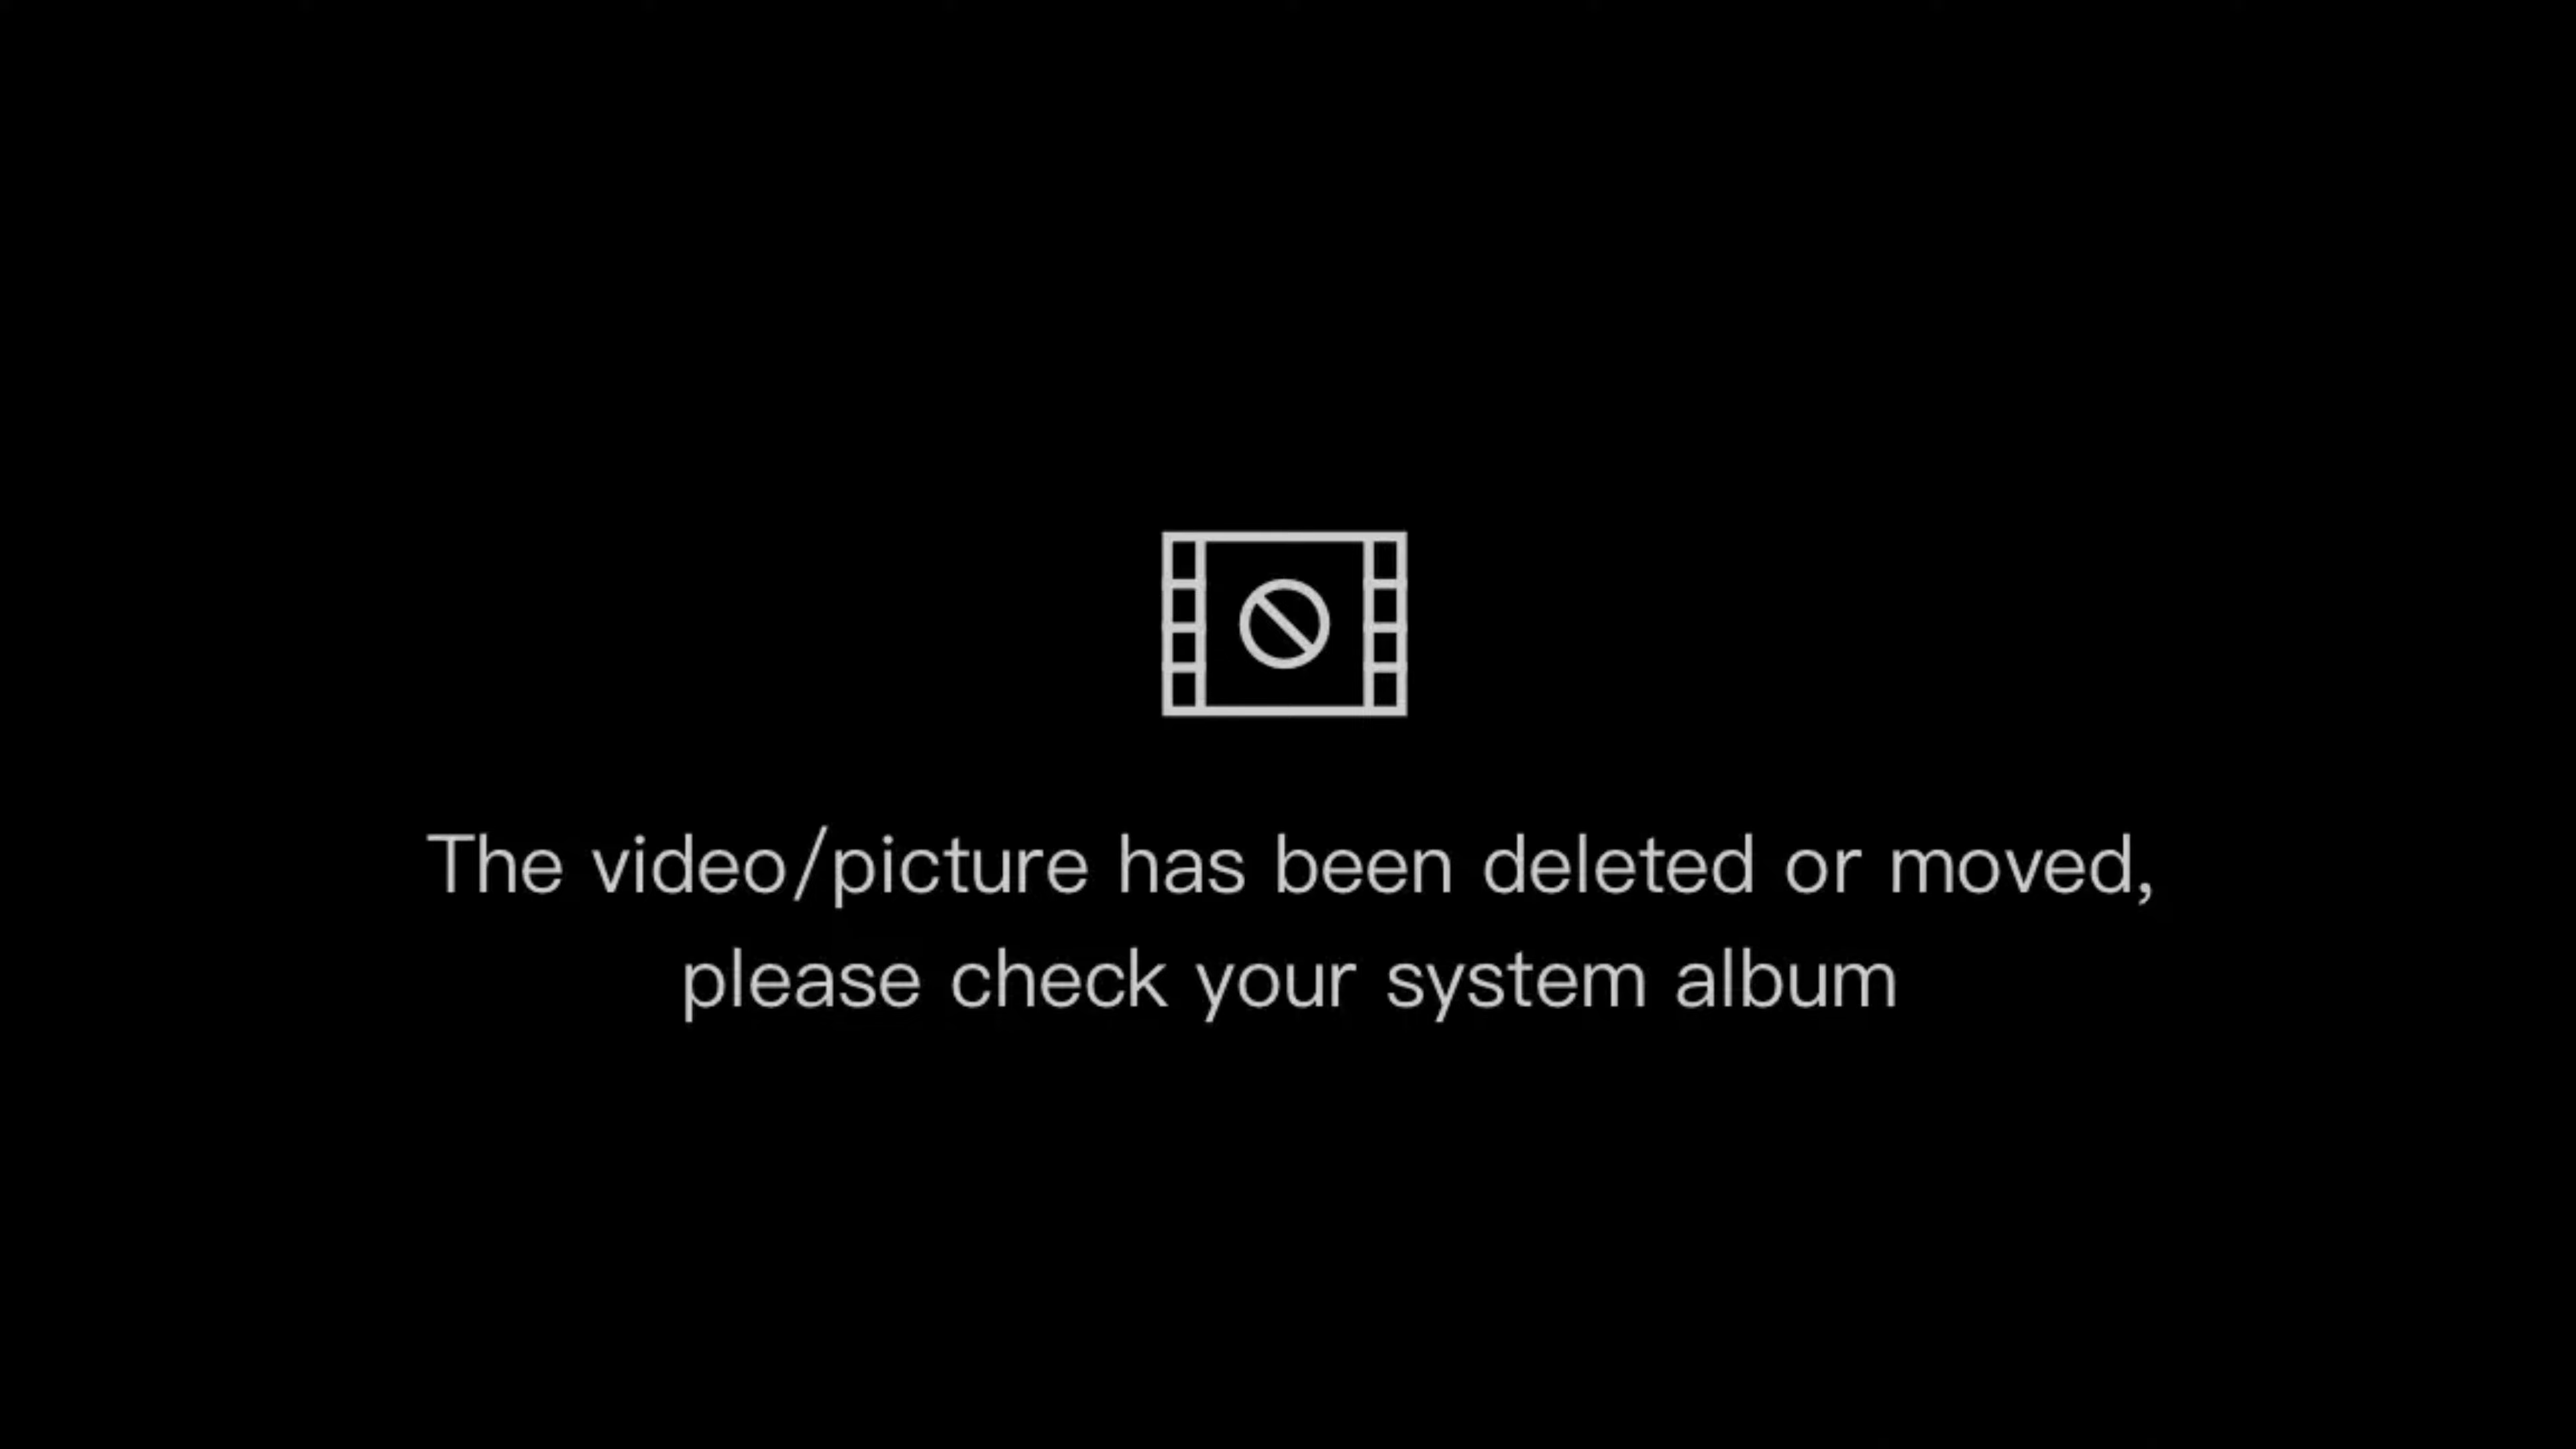 The video/picture has been deleted or moved,
please check your system album